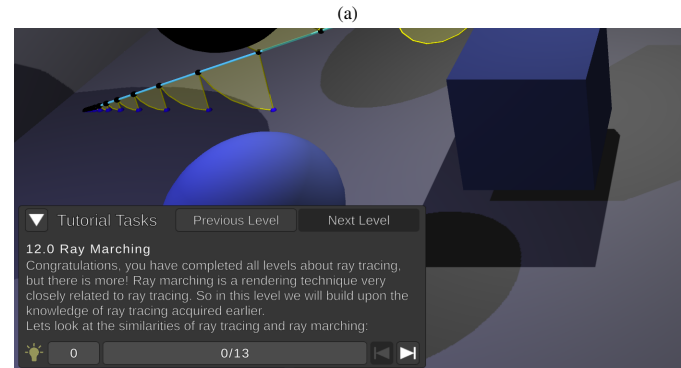 (a)
Tutorial Tasks
Previous Level
Next Level
12.0 Ray Marching
Congratulations, you have completed all levels about ray tracing,
but there is more! Ray marching is a rendering technique very
closely related to ray tracing. So in this level we will build upon the
knowledge of ray tracing acquired earlier.
Lets look at the similarities of ray tracing and ray marching:
0
0/13